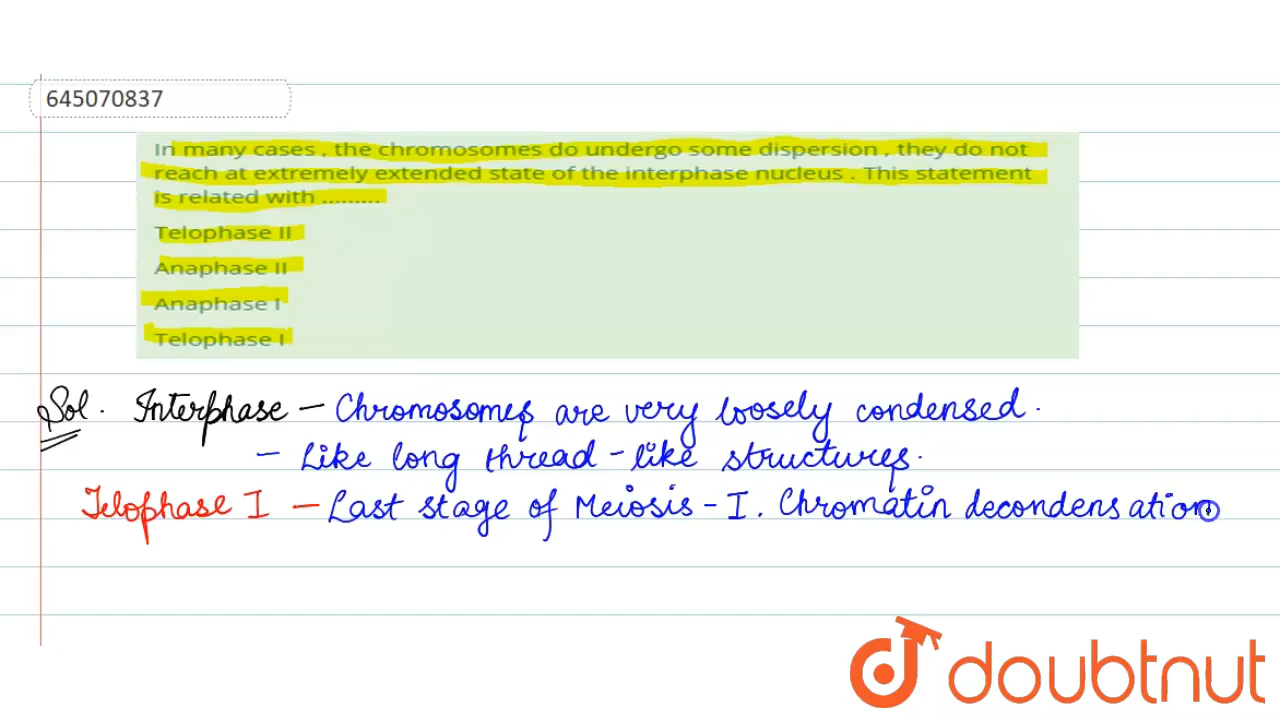 645070837
In many cases , the chromosomes do undergo some dispersion , they do not
reach at extremely extended state of the interphase nucleus . This statement
is related with .........
Telophase II
Anaphase II
Anaphase I
Telophase I
Sol. Interphase - Chromosomes are very loosely condensed.
- Like long thread-like structures.
Telophase I - Last stage of Meiosis-I. Chromatin decondensation
doubtnut